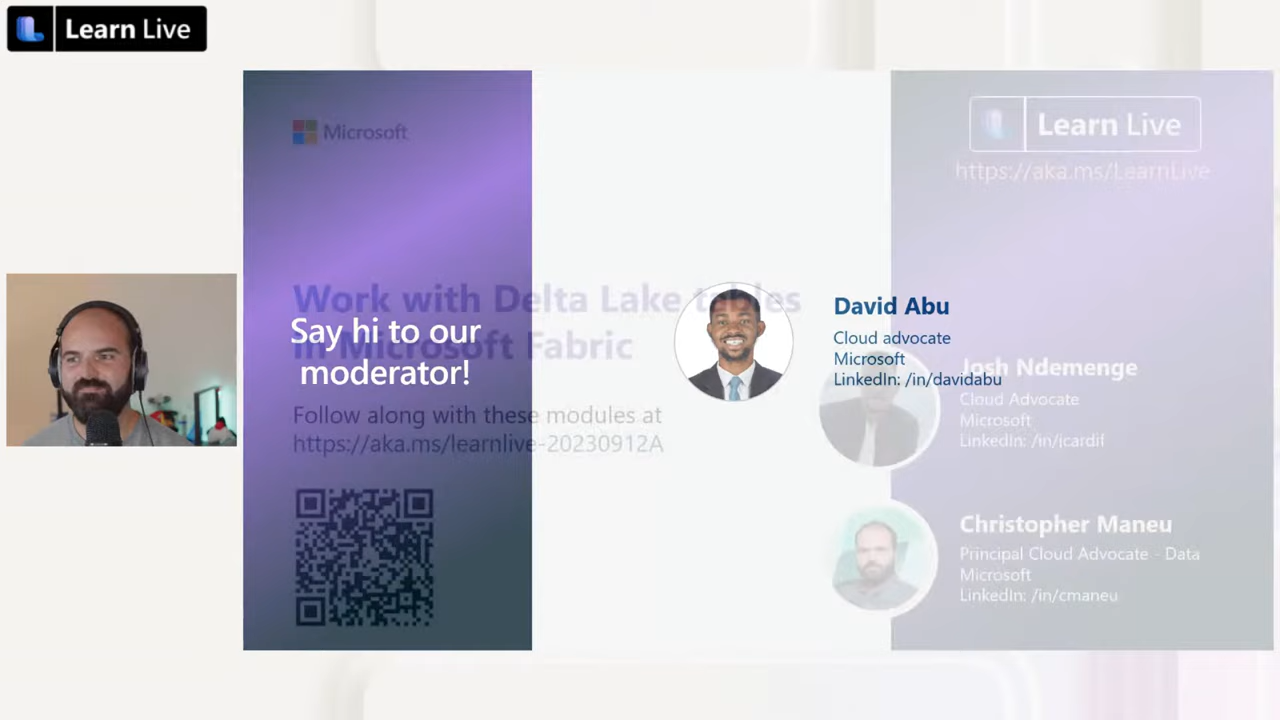 Learn Live
Microsoft
Learn Live
https://aka.ms/LearnLive
Work with Delta Lake tables
in Microsoft Fabric
Say hi to our
moderator!
Follow along with these modules at
https://aka.ms/learnlive-20230912A
David Abu
Cloud advocate
Microsoft
LinkedIn: /in/davidabu
Josh Ndemenge
Cloud Advocate
Microsoft
LinkedIn: /in/jcardif
Christopher Maneu
Principal Cloud Advocate - Data
Microsoft
LinkedIn: /in/cmaneu